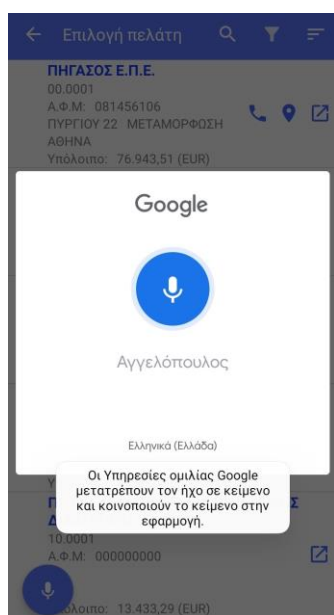 Επιλογή πελάτη
ΠΗΓΑΣΟΣ Ε.Π.Ε.
00.0001
Α.Φ.Μ: 081456106
ΠΥΡΓΙΟΥ 22 ΜΕΤΑΜΟΡΦΩΣΗ
ΑΘΗΝΑ
Υπόλοιπο: 76.943,51 (EUR)
Google
Αγγελόπουλος
Ελληνικά (Ελλάδα)
Οι Υπηρεσίες ομιλίας Google
μετατρέπουν τον ήχο σε κείμενο
και κοινοποιούν το κείμενο στην
εφαρμογή.
10.0001
Α.Φ.Μ: 000000000
13.433,29 (EUR)